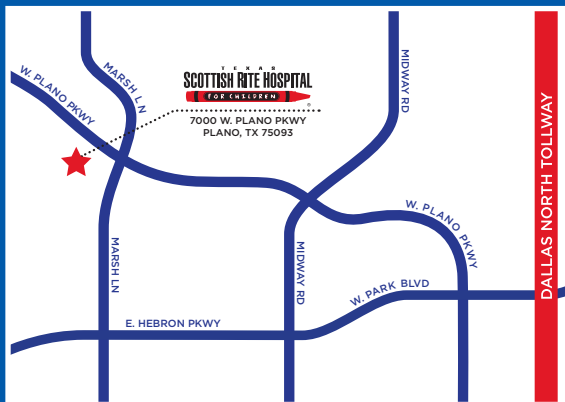 TEXAS
SCOTTISH RITE HOSPITAL
FOR CHILDREN
®
7000 W. PLANO PKWY
PLANO, TX 75093
MARSH LN
W. PLANO PKWY
MIDWAY RD
DALLAS NORTH TOLLWAY
W. PLANO PKWY
MARSH LN
MIDWAY RD
W. PARK BLVD
E. HEBRON PKWY